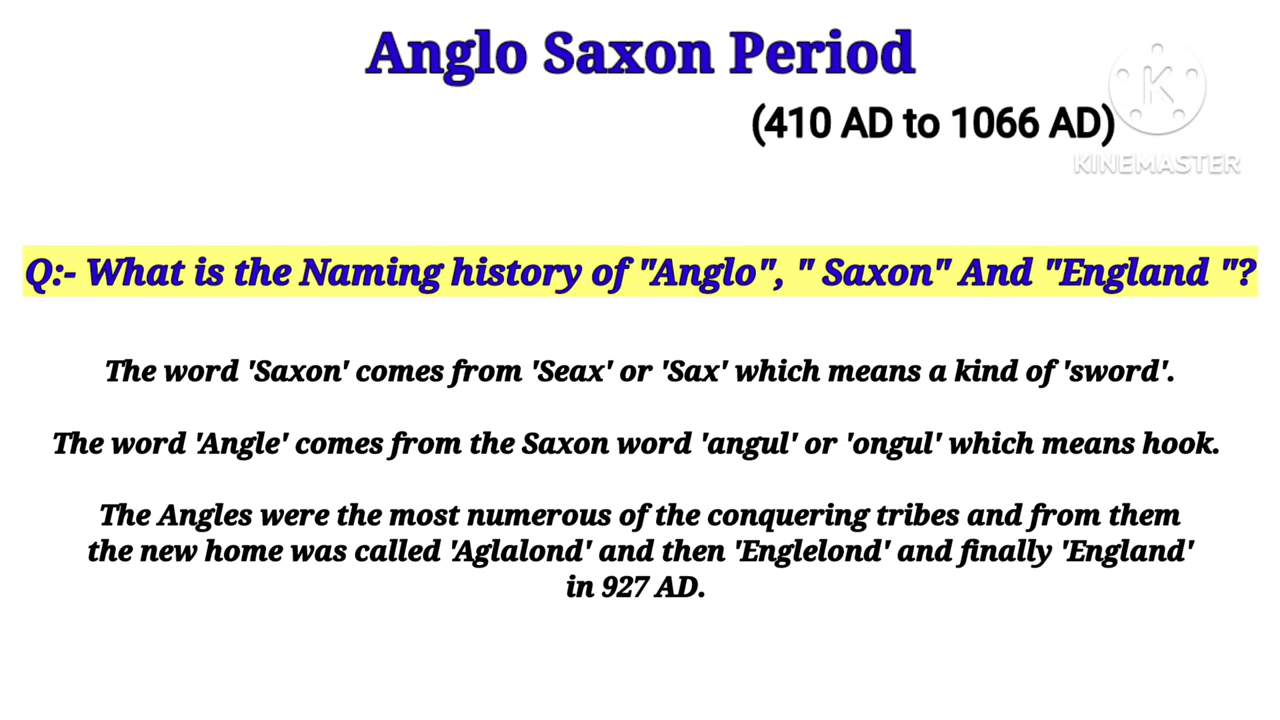 Anglo Saxon Period
(410 AD to 1066 AD)
K
KINEMASTER
Q:- What is the Naming history of "Anglo", " Saxon" And "England "?
The word 'Saxon' comes from 'Seax' or 'Sax' which means a kind of 'sword'.
The word 'Angle' comes from the Saxon word 'angul' or 'ongul' which means hook.
The Angles were the most numerous of the conquering tribes and from them
the new home was called 'Aglalond' and then 'Englelond' and finally 'England'
in 927 AD.